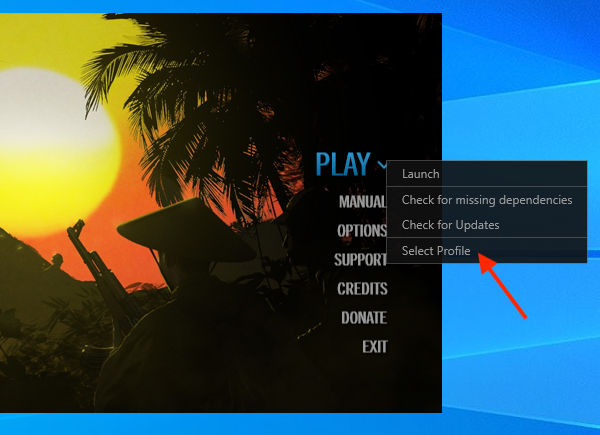 PLAY
Launch
Check for missing dependencies
Check for Updates
Select Profile
MANUAL
OPTIONS
SUPPORT
CREDITS
DONATE
EXIT